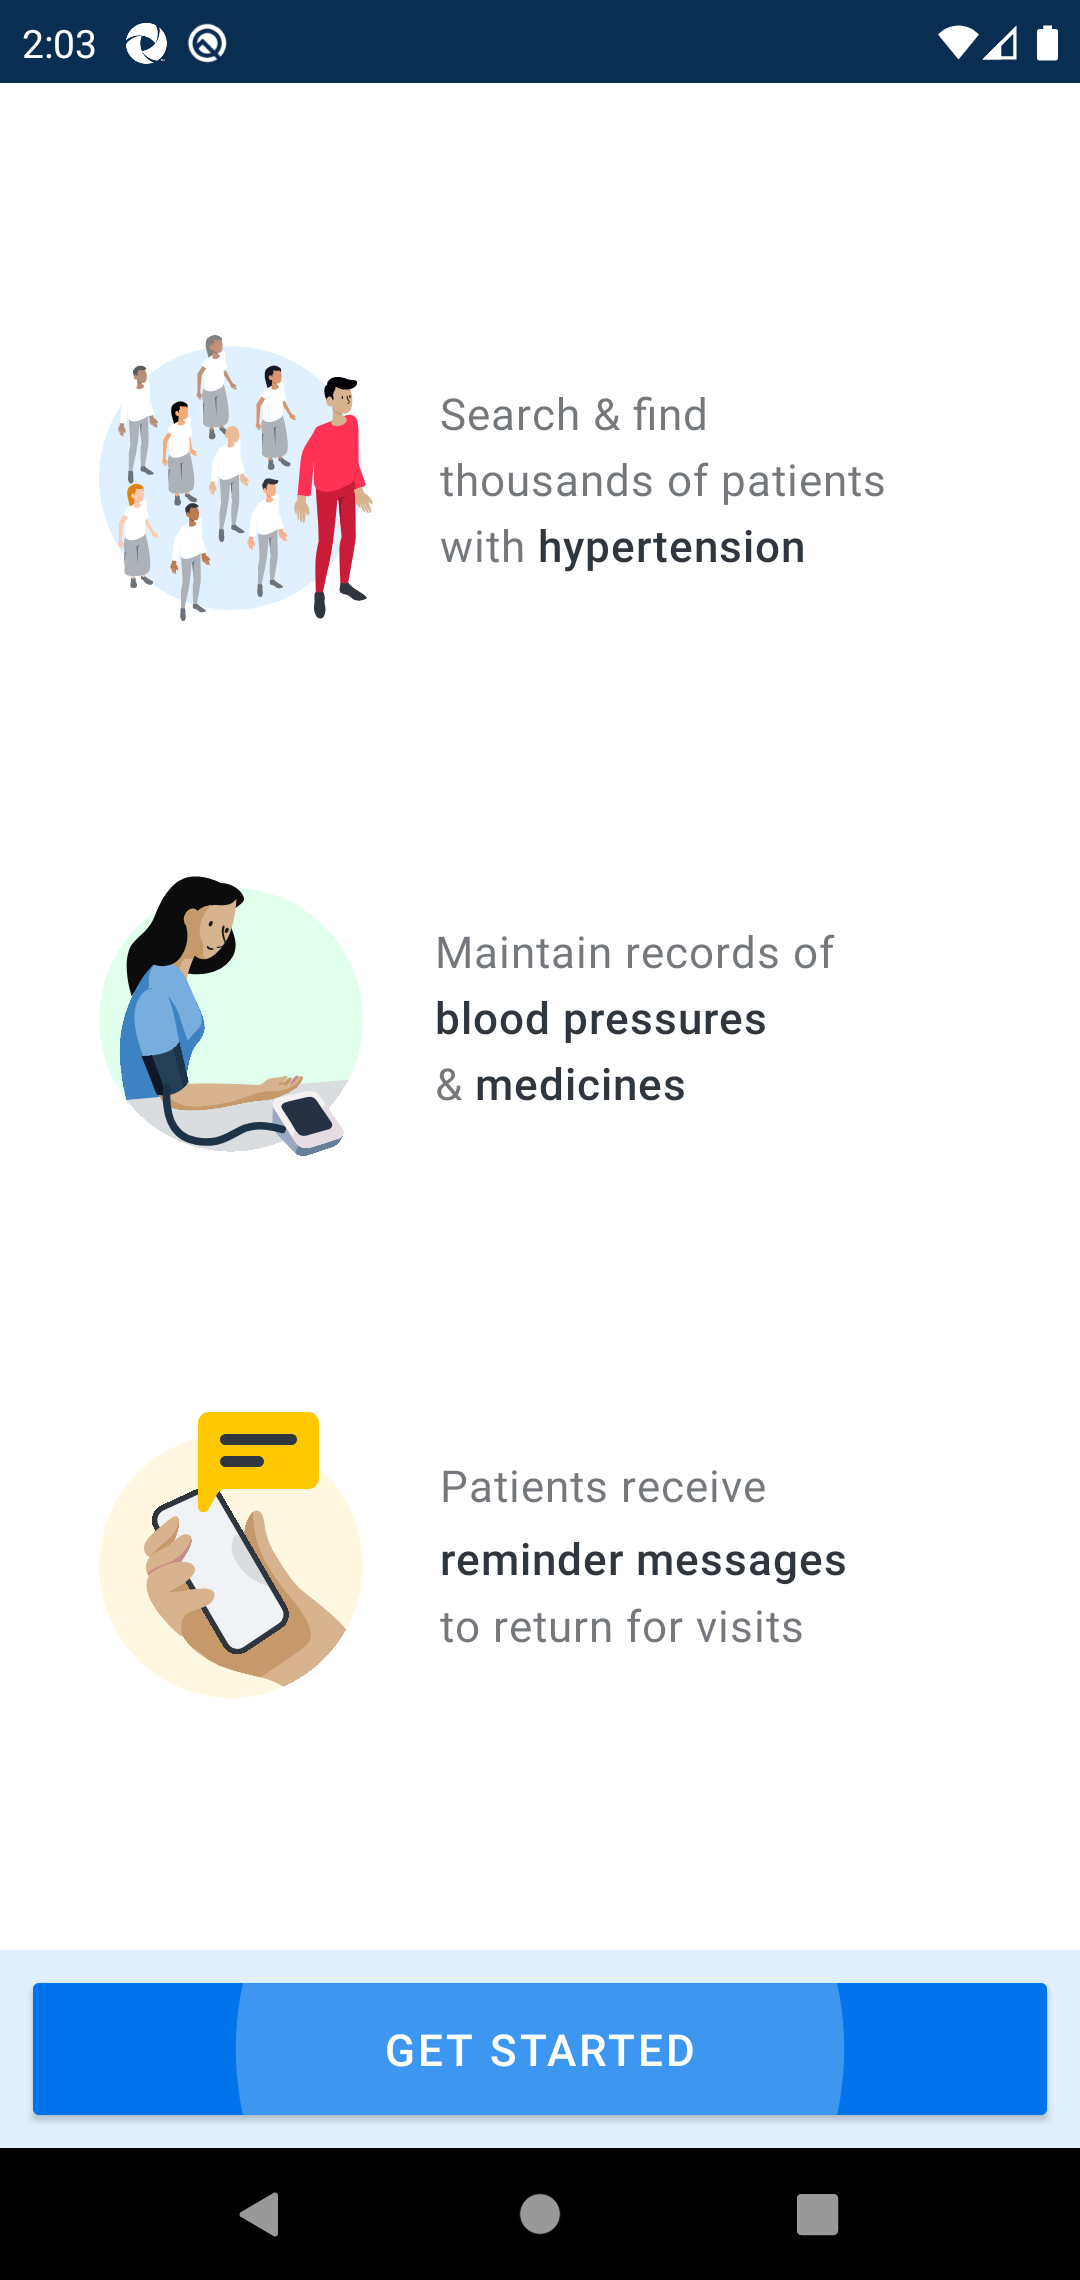 2:03
Search & find
thousands of patients
with hypertension
Maintain records of
blood pressures
& medicines
Patients receive
reminder messages
to return for visits
GET STARTED